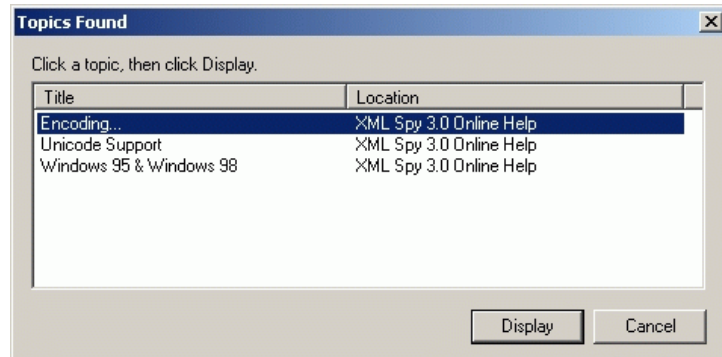 Topics Found
Click a topic, then click Display.
Title Location
Encoding... XML Spy 3.0 Online Help
Unicode Support XML Spy 3.0 Online Help
Windows 95 & Windows 98 XML Spy 3.0 Online Help
Display Cancel